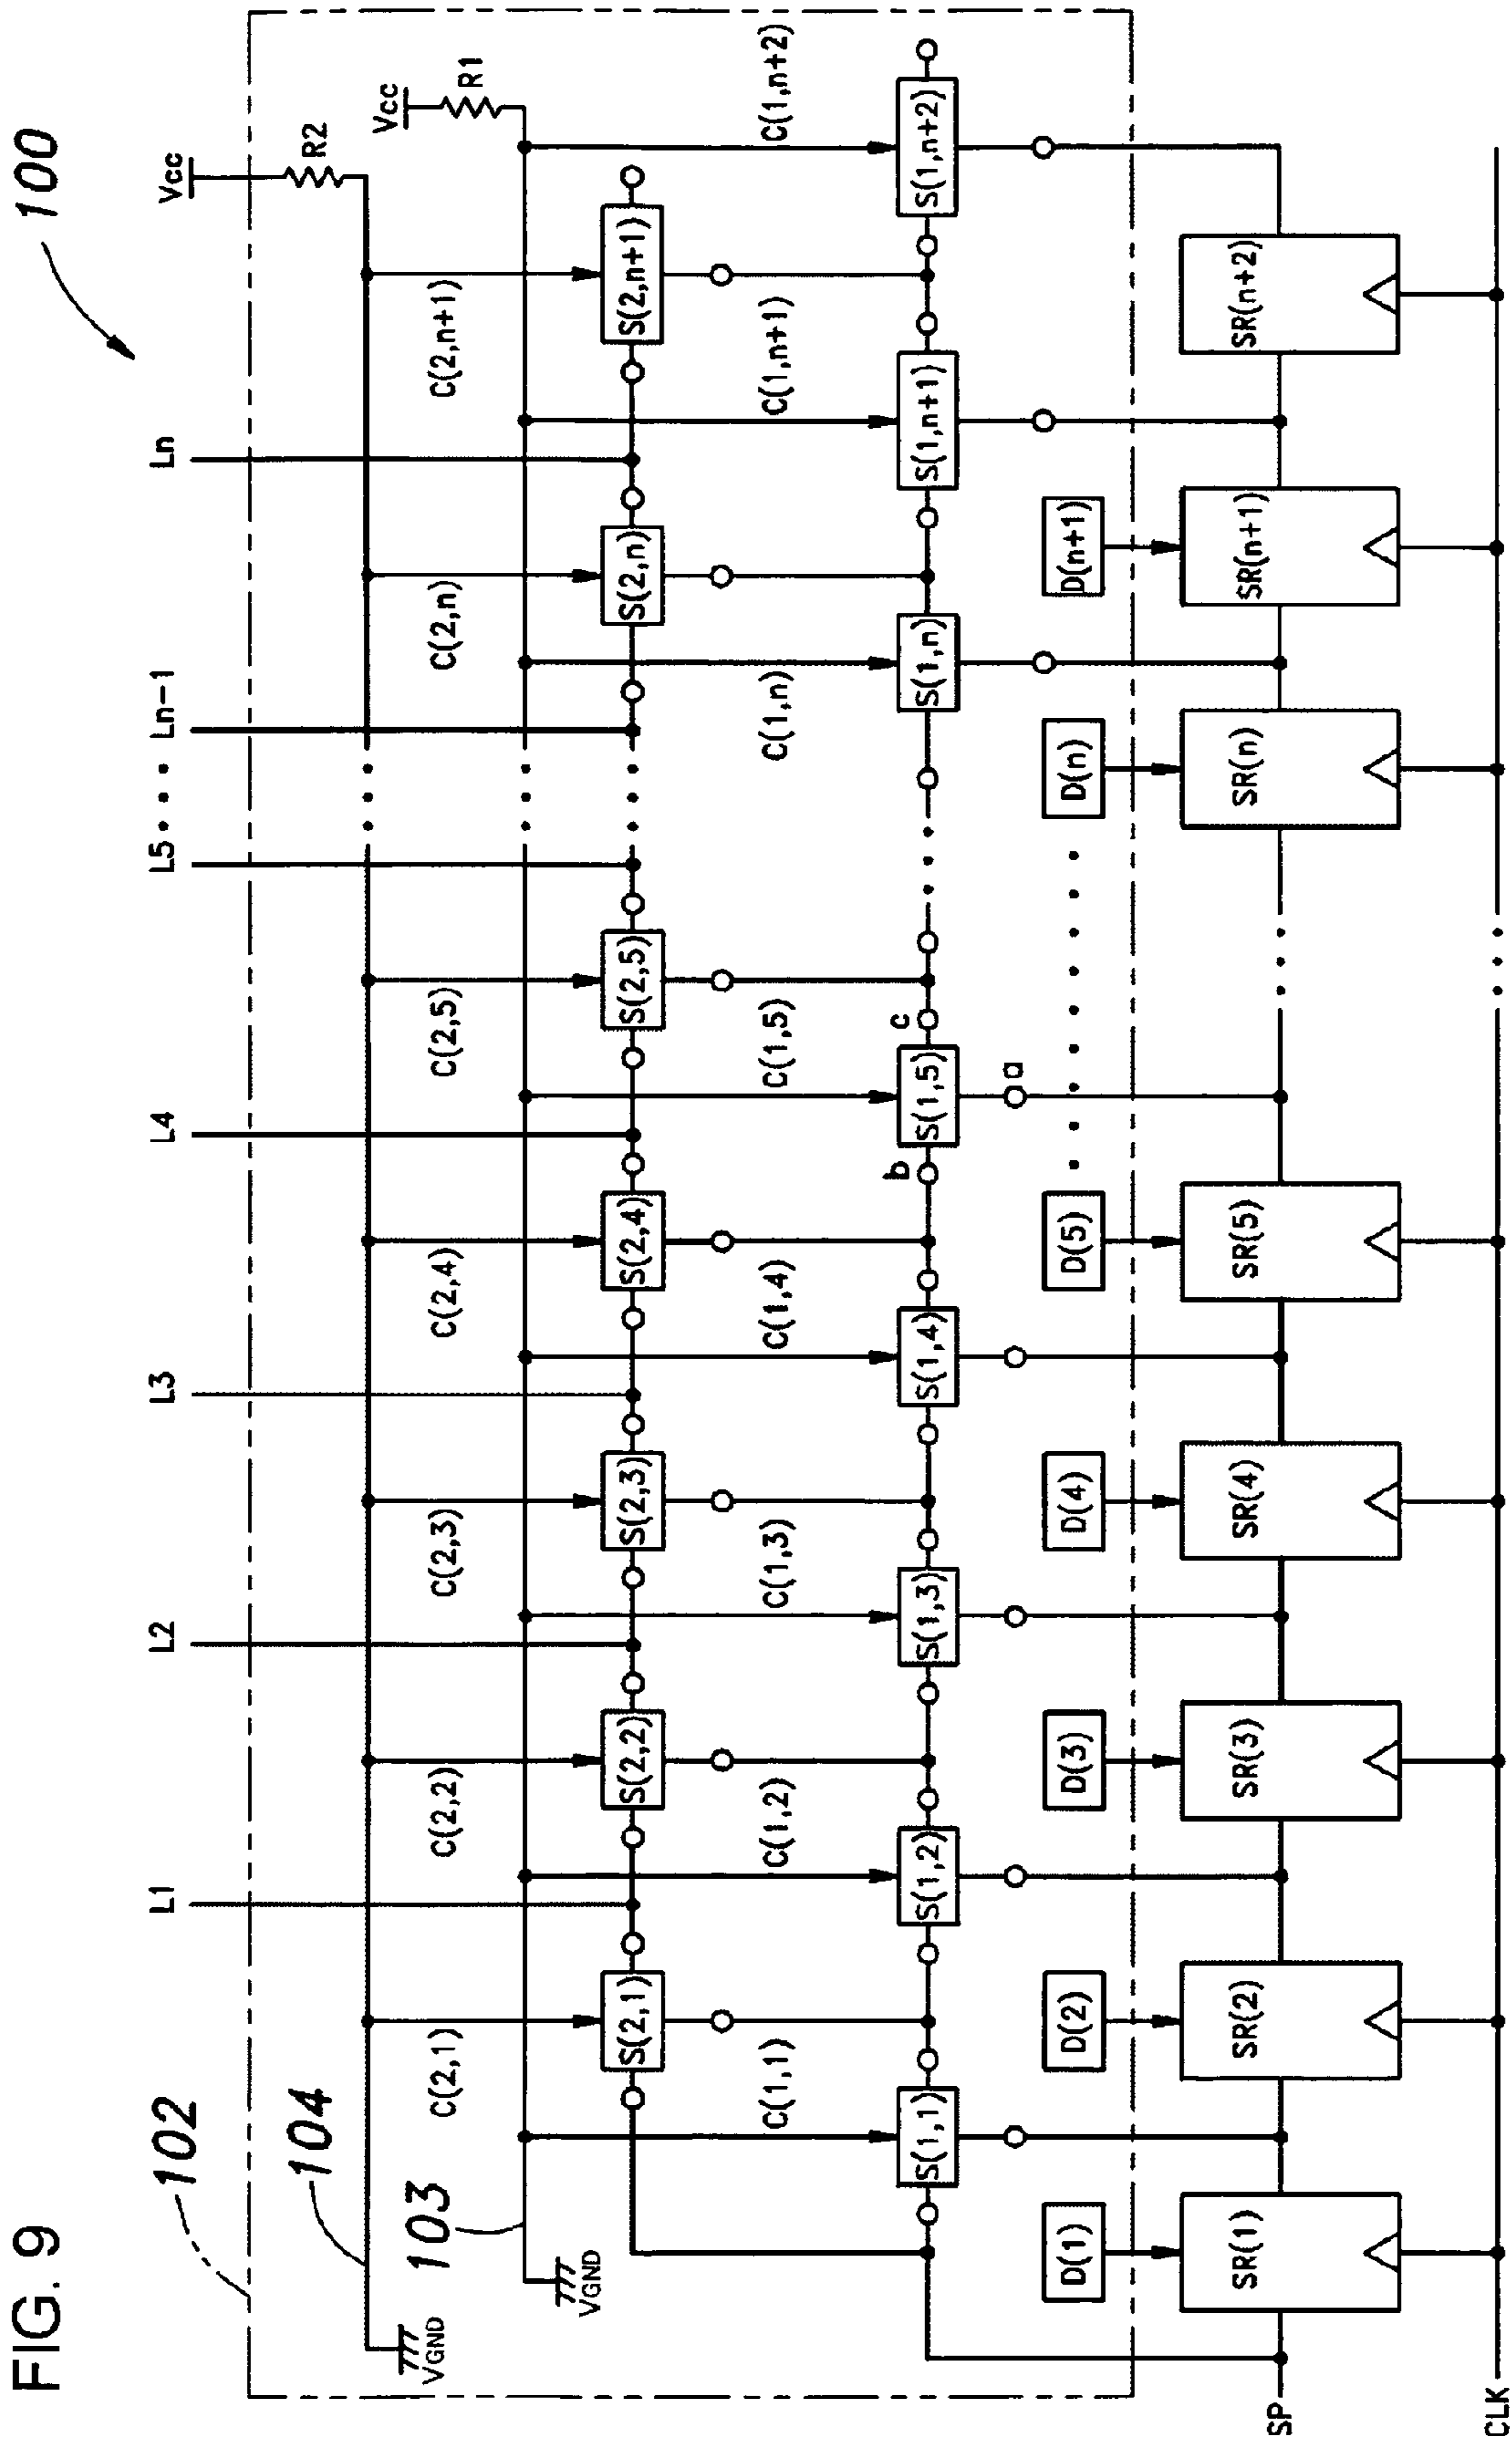 FIG. 9
100
102
104
103
L1 L2 L3 L4 L5 Ln-1 Ln
Vcc
R2
Vcc
R1
VGND
VGND
C(2,1) C(2,2) C(2,3) C(2,4) C(2,5) C(2,n) C(2,n+1)
S(2,1) S(2,2) S(2,3) S(2,4) S(2,5) S(2,n) S(2,n+1)
C(1,1) C(1,2) C(1,3) C(1,4) C(1,5) C(1,n) C(1,n+1) C(1,n+2)
b c
S(1,1) S(1,2) S(1,3) S(1,4) S(1,5) S(1,n) S(1,n+1) S(1,n+2)
a
D(1) D(2) D(3) D(4) D(5) D(n) D(n+1)
SR(1) SR(2) SR(3) SR(4) SR(5) SR(n) SR(n+1) SR(n+2)
SP
CLK